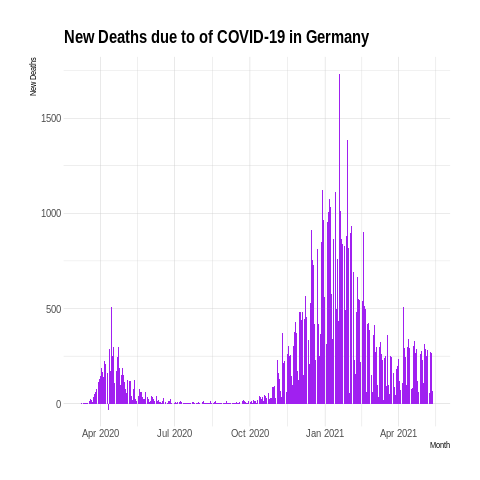 New Deaths due to of COVID-19 in Germany
New Deaths
1500
1000
500
0
Apr 2020 Jul 2020 Oct 2020 Jan 2021 Apr 2021
Month